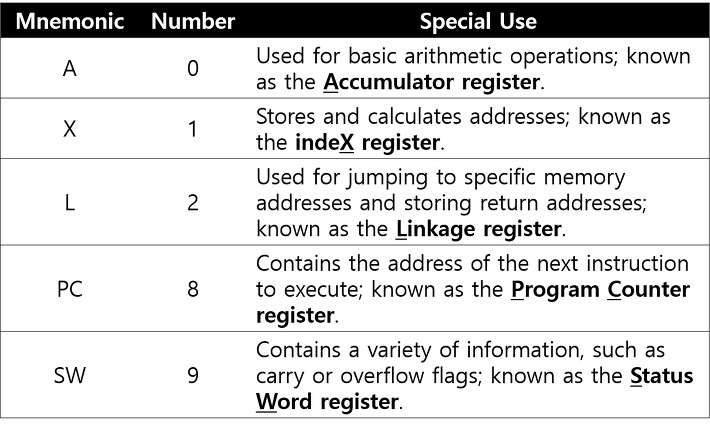 Mnemonic Number Special Use
A 0 Used for basic arithmetic operations; known
as the Accumulator register.
X 1 Stores and calculates addresses; known as
the indeX register.
L 2 Used for jumping to specific memory
addresses and storing return addresses;
known as the Linkage register.
PC 8 Contains the address of the next instruction
to execute; known as the Program Counter
register.
SW 9 Contains a variety of information, such as
carry or overflow flags; known as the Status
Word register.